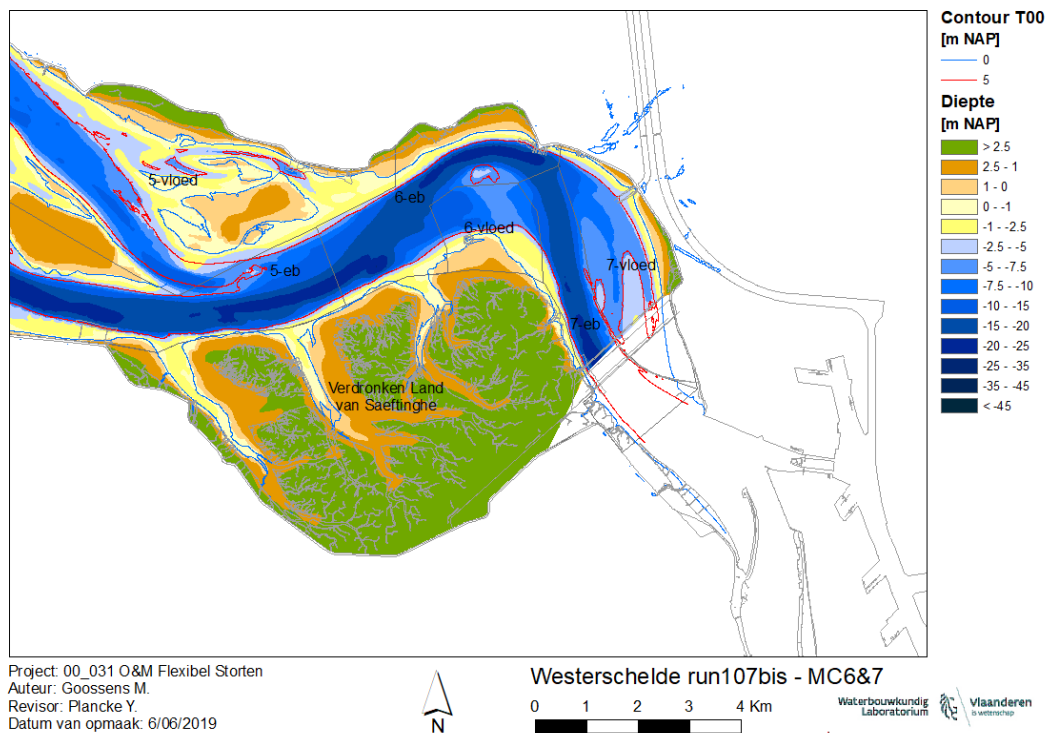 Contour T00
[m NAP]
0
5
Diepte
[m NAP]
> 2.5
2.5 - 1
1 - 0
0 - -1
-1 - -2.5
-2.5 - -5
-5 - -7.5
-7.5 - -10
-10 - -15
-15 - -20
-20 - -25
-25 - -35
-35 - -45
< -45
5-vloed
6-eb
6-vloed
5-eb
7-vloed
7-eb
Verdronken Land
van Saeftinghe
Project: 00_031 O&M Flexibel Storten
Auteur: Goossens M.
Revisor: Plancke Y.
Datum van opmaak: 6/06/2019
N
Westerschelde run107bis - MC6&7
0 1 2 3 4 Km
Waterbouwkundig
Laboratorium
Vlaanderen
is wetenschap